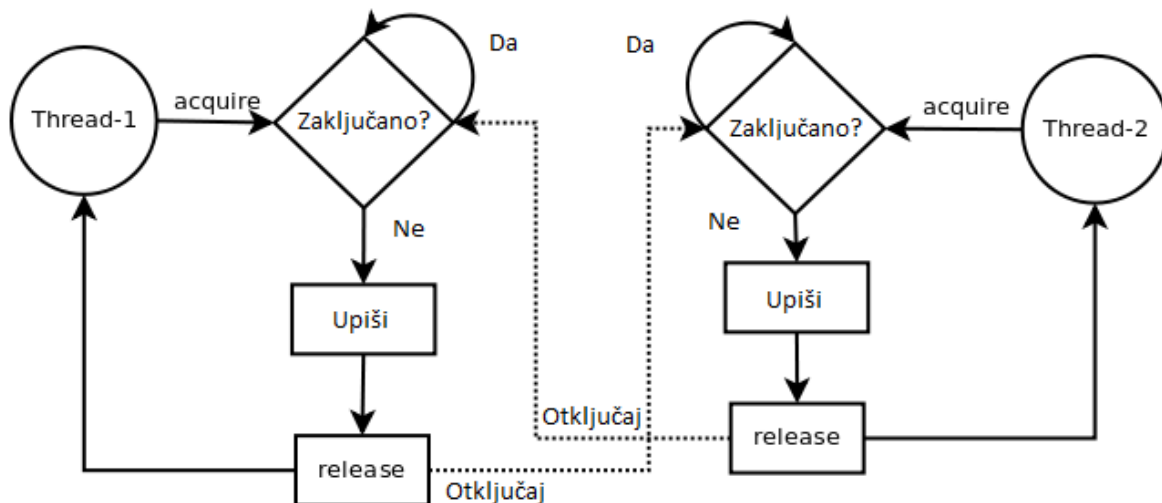 Da
Da
Thread-1
acquire
Zaključano?
Zaključano?
acquire
Thread-2
Ne
Ne
Upiši
Upiši
Otključaj
release
release
Otključaj